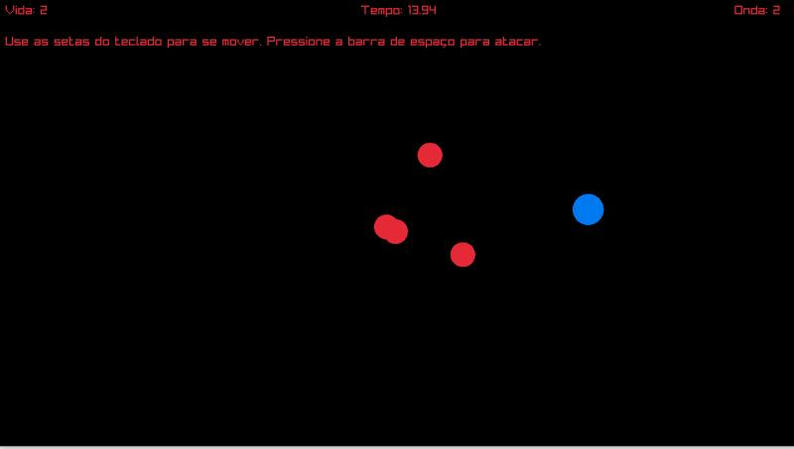 Vida: 2
Tempo: 13.94
Onda: 2
Use as setas do teclado para se mover. Pressione a barra de espaço para atacar.